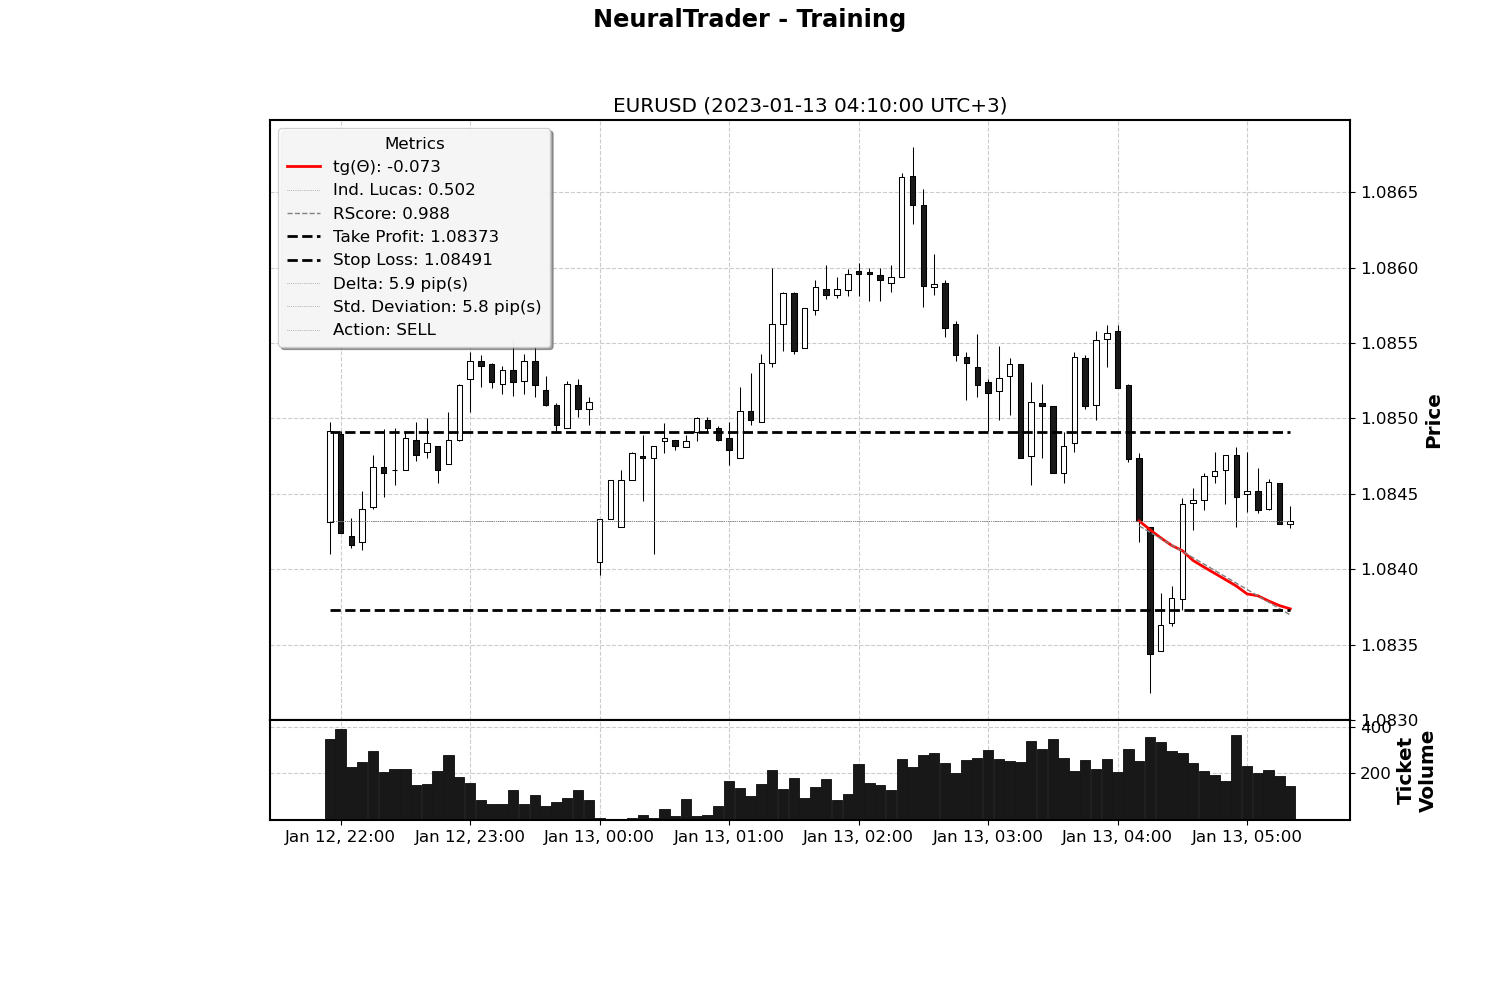 NeuralTrader - Training
EURUSD (2023-01-13 04:10:00 UTC+3)
Metrics
tg(Θ): -0.073
Ind. Lucas: 0.502
RScore: 0.988
Take Profit: 1.08373
Stop Loss: 1.08491
Delta: 5.9 pip(s)
Std. Deviation: 5.8 pip(s)
Action: SELL
1.0865
1.0860
1.0855
1.0850
1.0845
1.0840
1.0835
1.0830
Price
400
200
Ticket
Volume
Jan 12, 22:00
Jan 12, 23:00
Jan 13, 00:00
Jan 13, 01:00
Jan 13, 02:00
Jan 13, 03:00
Jan 13, 04:00
Jan 13, 05:00